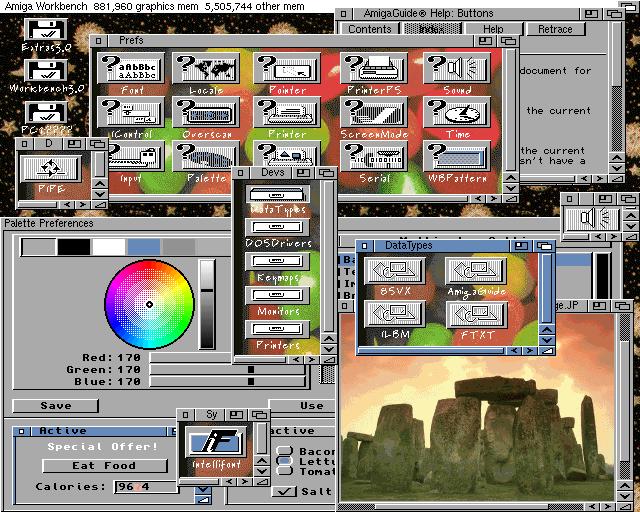 Amiga Workbench 881,960 graphics mem 5,505,744 other mem
Extras3.0
Workbench3.0
D
PIPE
Prefs
Font Locale Pointer PrinterPS Sound
IControl Overscan Printer ScreenMode Time
Input Palette Serial WBPattern
AmigaGuide® Help: Buttons
Contents Index Help Retrace
document for
the current
the current
sn't have a
Devs
DataTypes
DOSDrivers
Keymaps
Monitors
Printers
Palette Preferences
Red: 170
Green: 170
Blue: 170
Save Use
DataTypes
8SVX AmigaGuide
ILBM FTXT
ge.JP
Active
Special Offer!
Eat Food
Calories:
Sy
Intellifont
active
Bacon
Lettu
Tomat
Salt